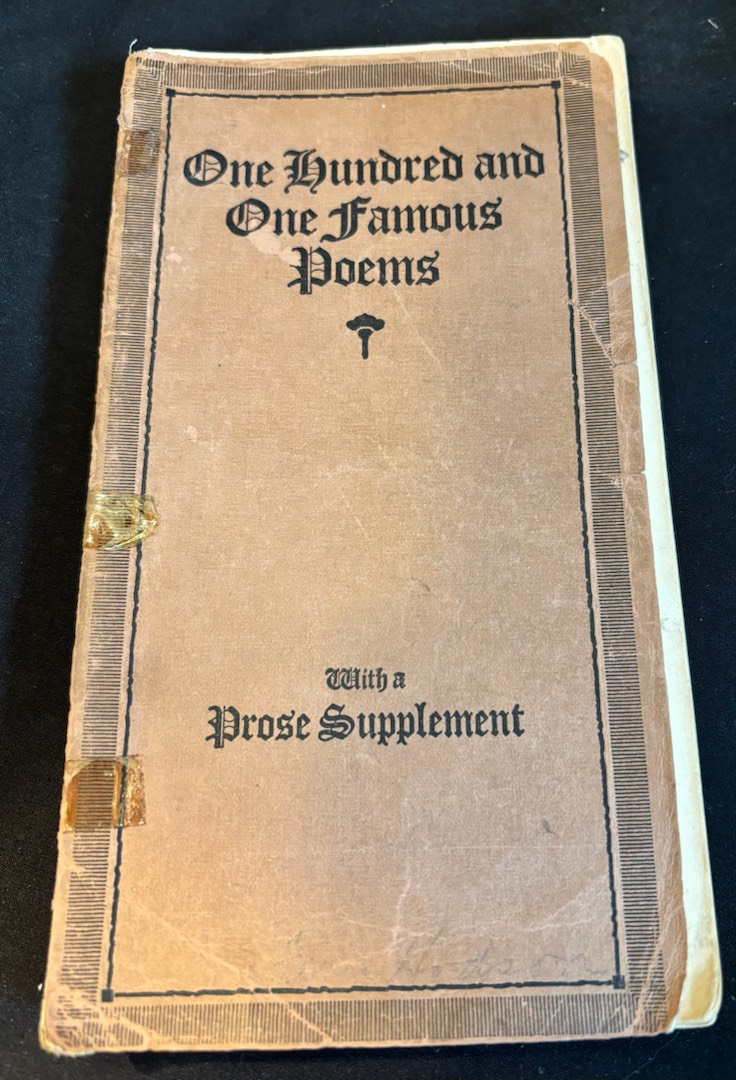 One Hundred and
One Famous
Poems
With a
Prose Supplement